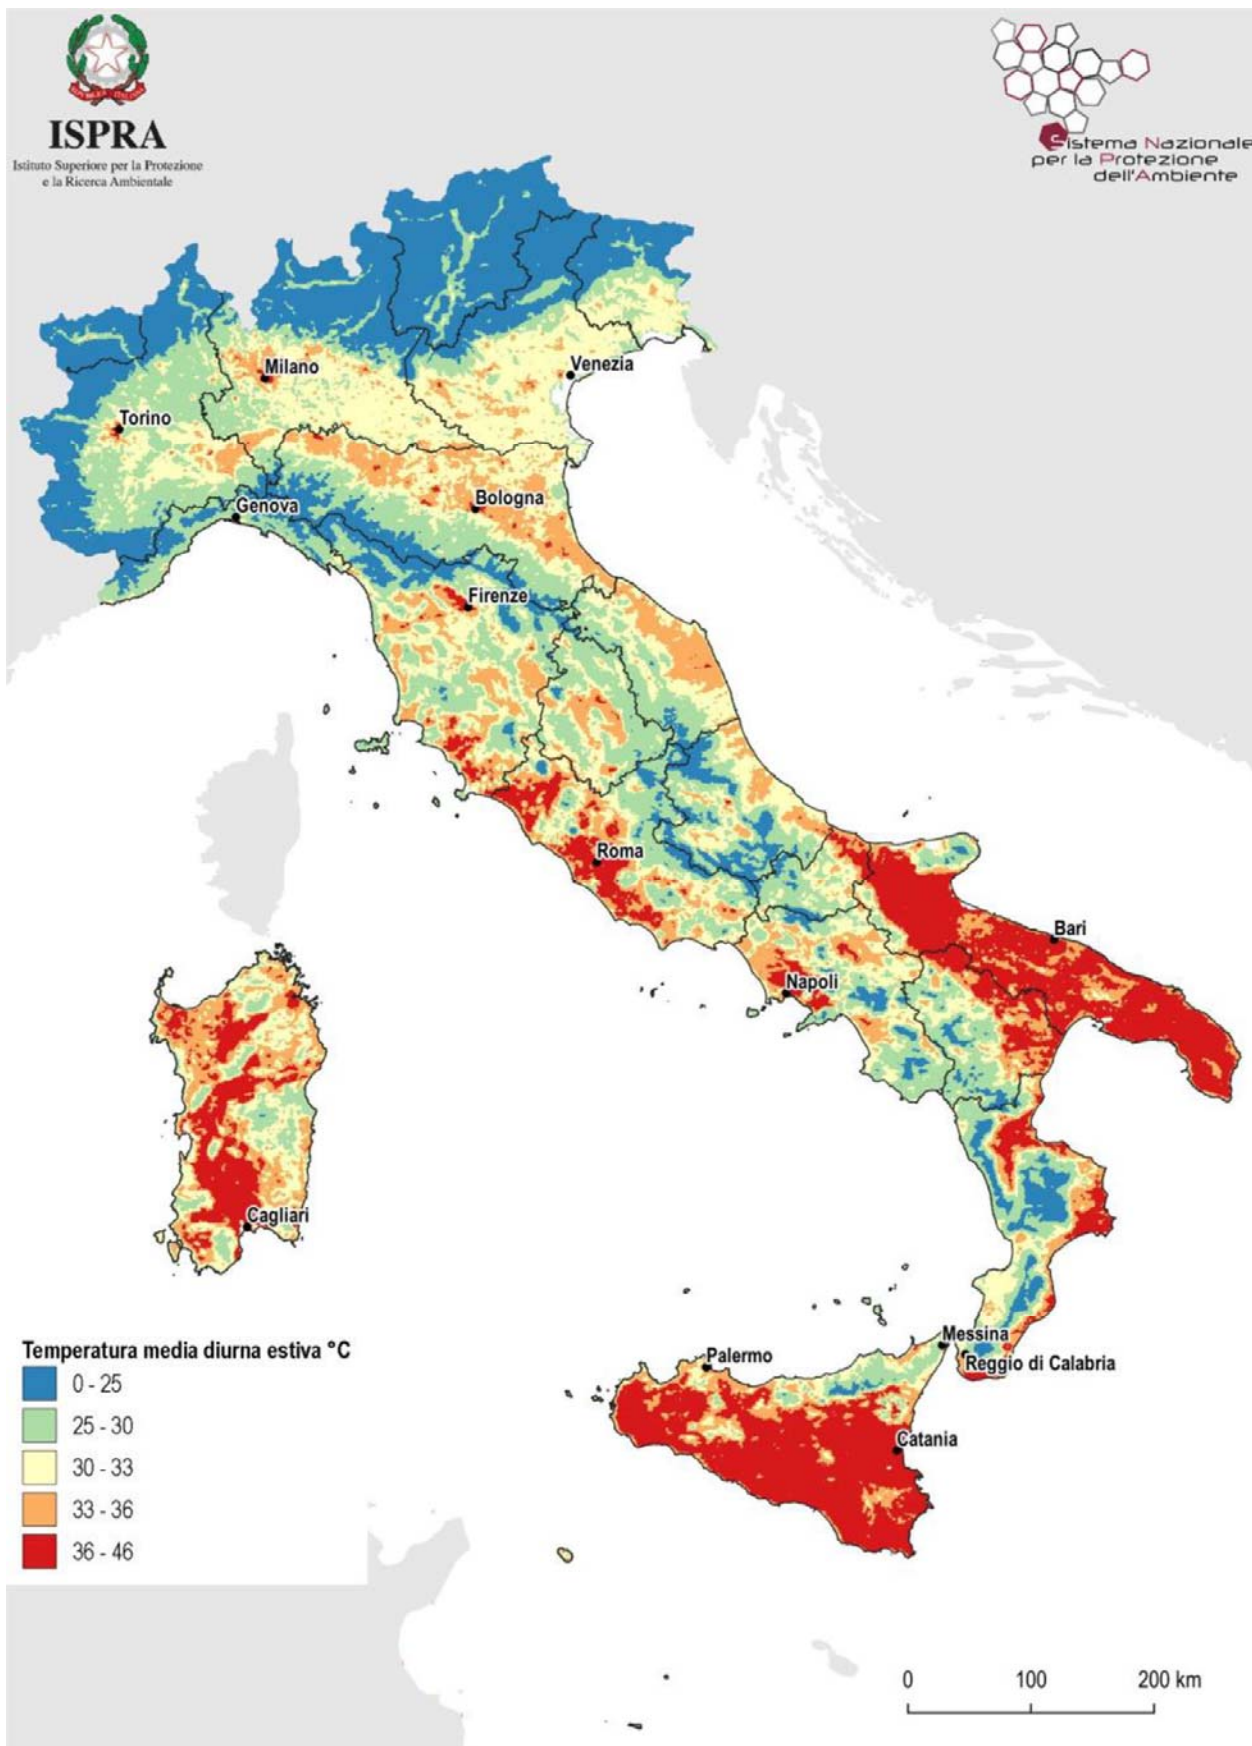 ISPRA
Istituto Superiore per la Protezione
e la Ricerca Ambientale
Sistema Nazionale
per la Protezione
dell'Ambiente
Milano
Venezia
Torino
Genova
Bologna
Firenze
Roma
Bari
Napoli
Cagliari
Messina
Palermo
Reggio di Calabria
Catania
Temperatura media diurna estiva °C
0 - 25
25 - 30
30 - 33
33 - 36
36 - 46
0 100 200 km